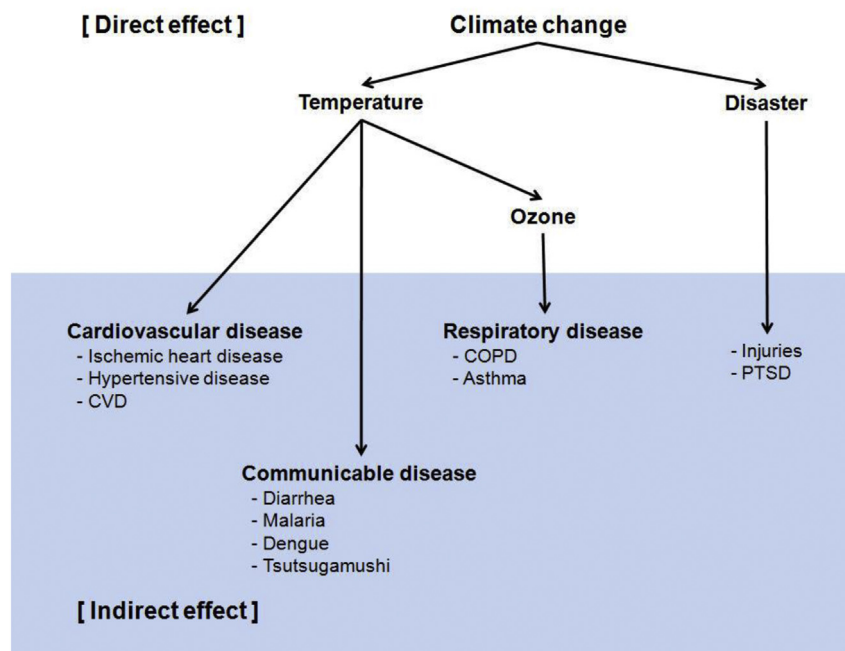 [ Direct effect ]
Climate change
Temperature
Disaster
Ozone
Cardiovascular disease
- Ischemic heart disease
- Hypertensive disease
- CVD
Respiratory disease
- COPD
- Asthma
- Injuries
- PTSD
Communicable disease
- Diarrhea
- Malaria
- Dengue
- Tsutsugamushi
[ Indirect effect ]